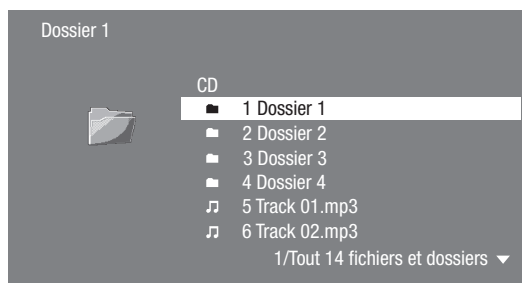 Dossier 1
CD
1 Dossier 1
2 Dossier 2
3 Dossier 3
4 Dossier 4
5 Track 01.mp3
6 Track 02.mp3
1/Tout 14 fichiers et dossiers